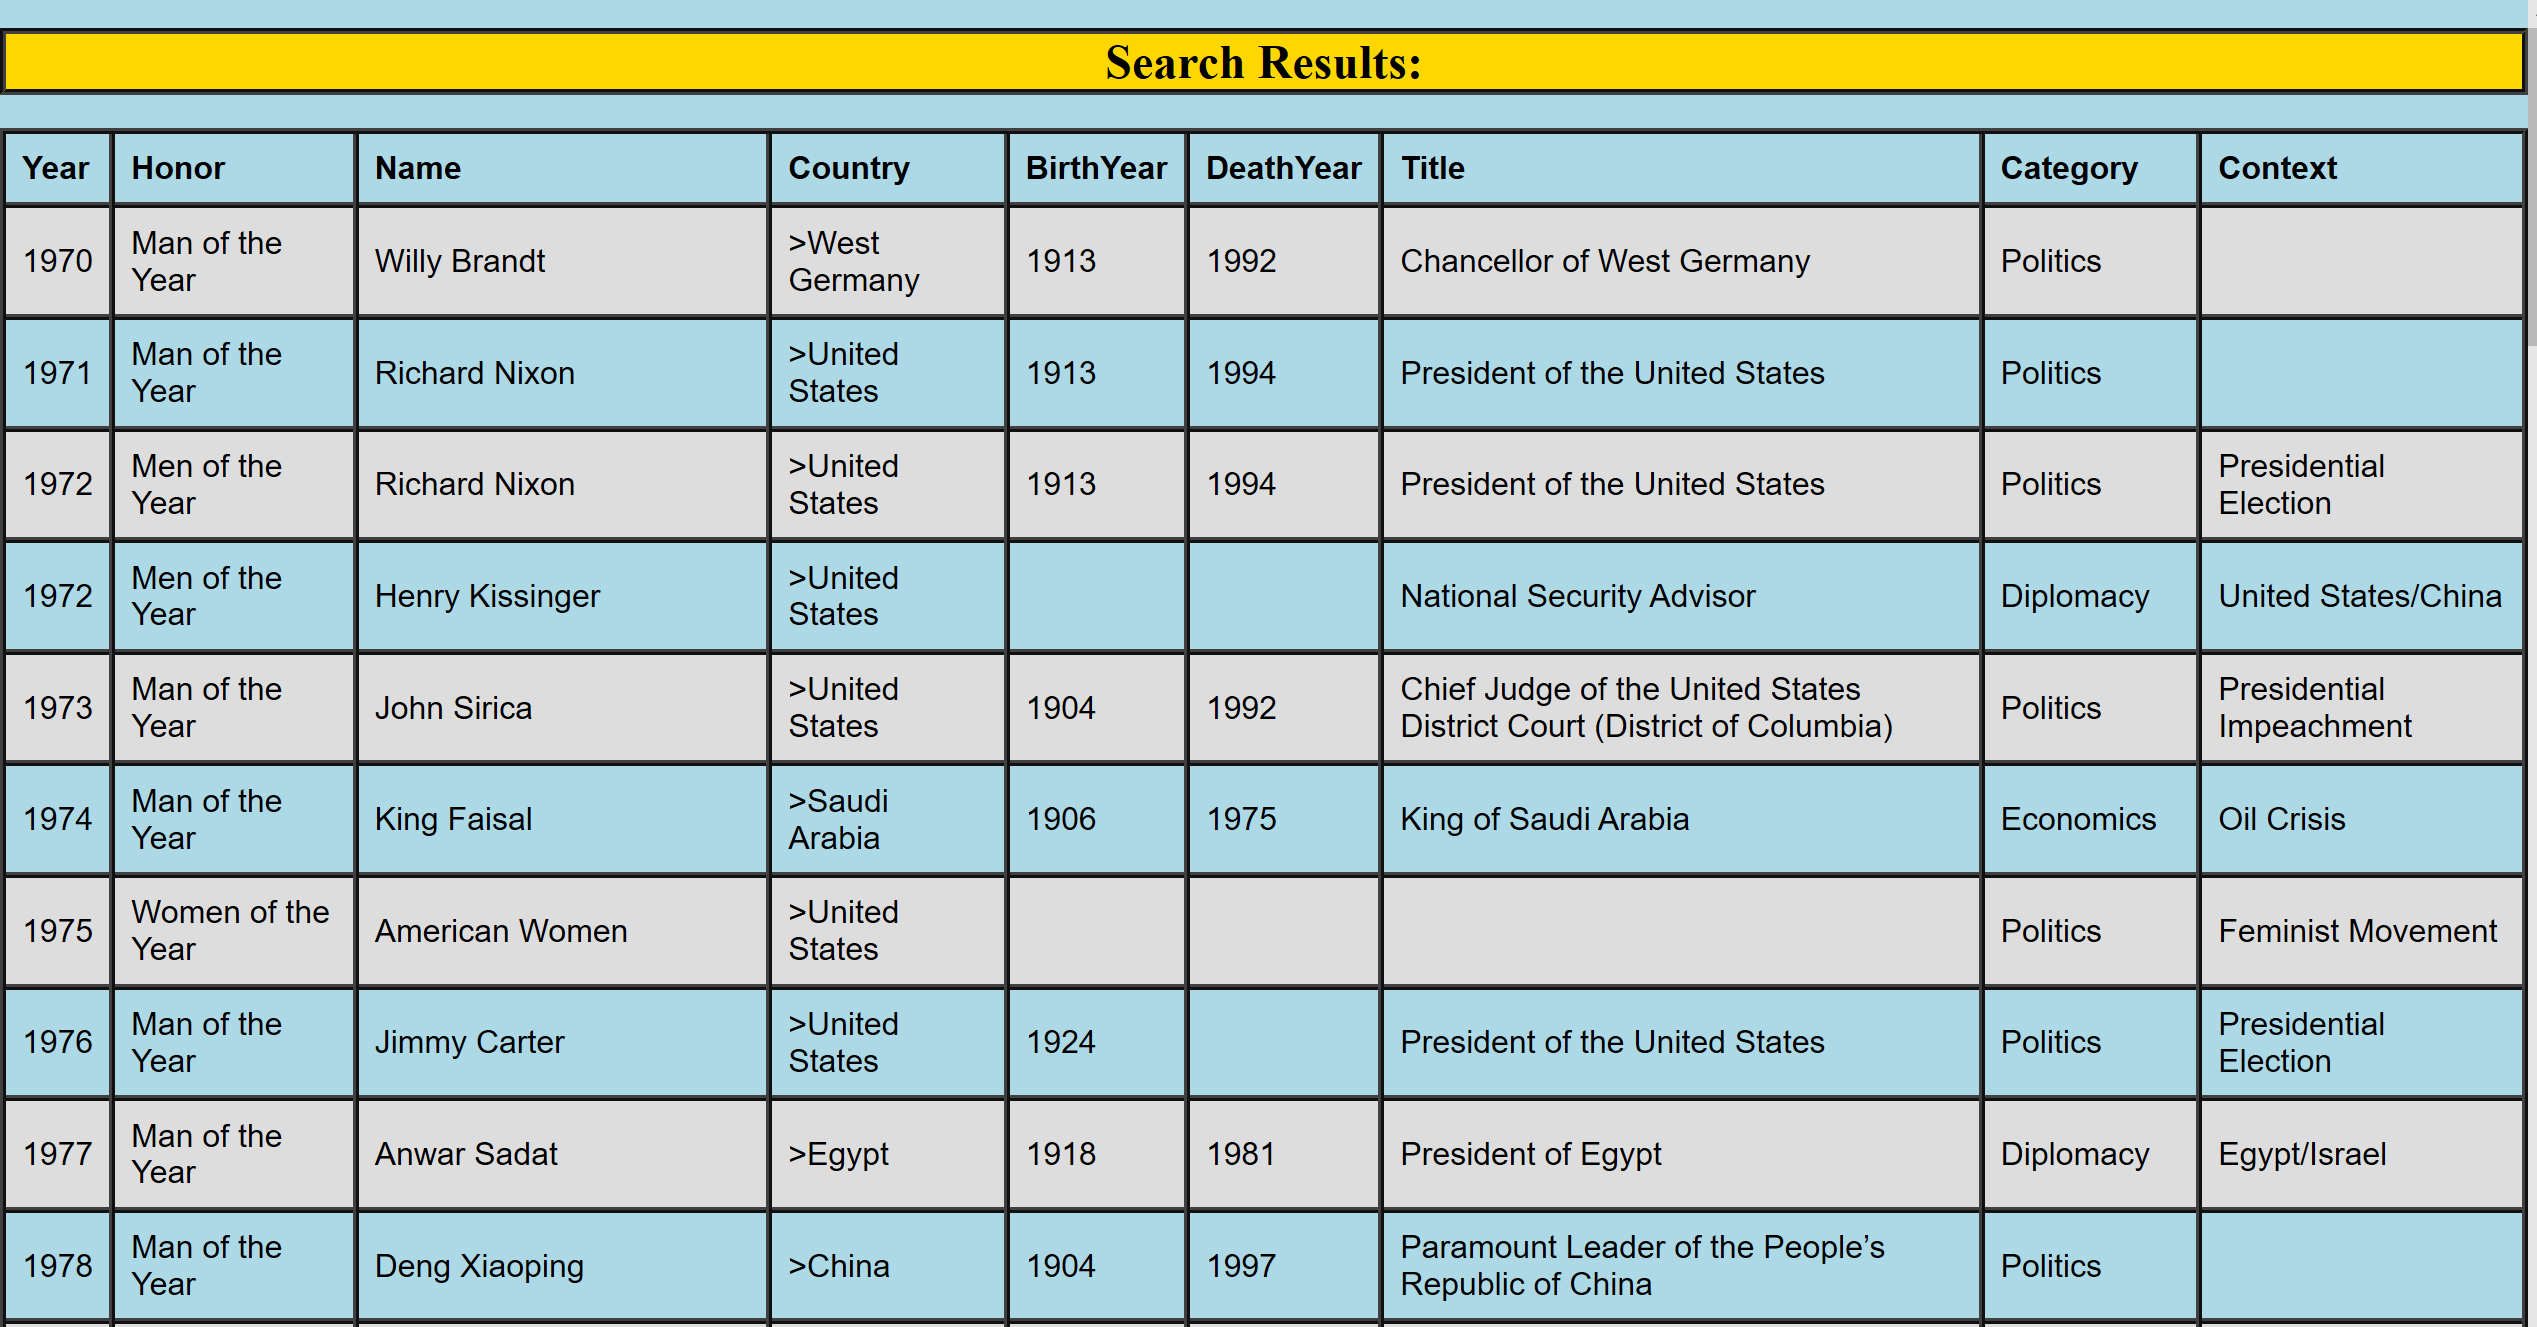 Search Results:
Year Honor Name Country BirthYear DeathYear Title Category Context
1970 Man of the Year Willy Brandt >West Germany 1913 1992 Chancellor of West Germany Politics
1971 Man of the Year Richard Nixon >United States 1913 1994 President of the United States Politics
1972 Men of the Year Richard Nixon >United States 1913 1994 President of the United States Politics Presidential Election
1972 Men of the Year Henry Kissinger >United States National Security Advisor Diplomacy United States/China
1973 Man of the Year John Sirica >United States 1904 1992 Chief Judge of the United States District Court (District of Columbia) Politics Presidential Impeachment
1974 Man of the Year King Faisal >Saudi Arabia 1906 1975 King of Saudi Arabia Economics Oil Crisis
1975 Women of the Year American Women >United States Politics Feminist Movement
1976 Man of the Year Jimmy Carter >United States 1924 President of the United States Politics Presidential Election
1977 Man of the Year Anwar Sadat >Egypt 1918 1981 President of Egypt Diplomacy Egypt/Israel
1978 Man of the Year Deng Xiaoping >China 1904 1997 Paramount Leader of the People’s Republic of China Politics